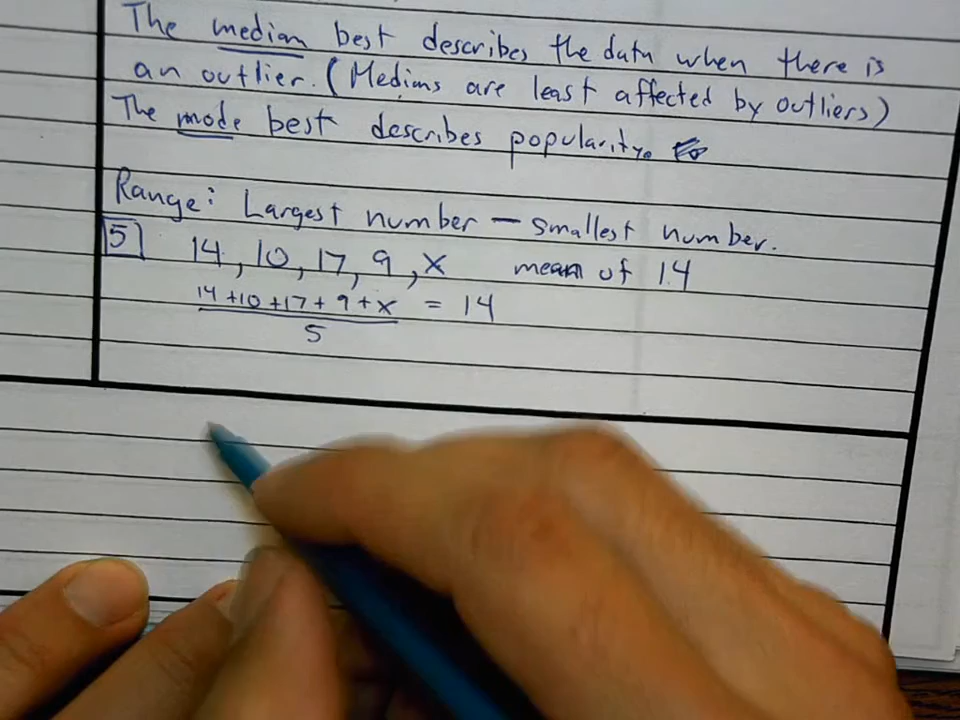 The median best describes the data when there is
an outlier. (Medians are least affected by outliers)
The mode best describes popularity.
Range: Largest number - smallest number.
5 14, 10, 17, 9, x mean of 14
14 + 10 + 17 + 9 + x = 14
5